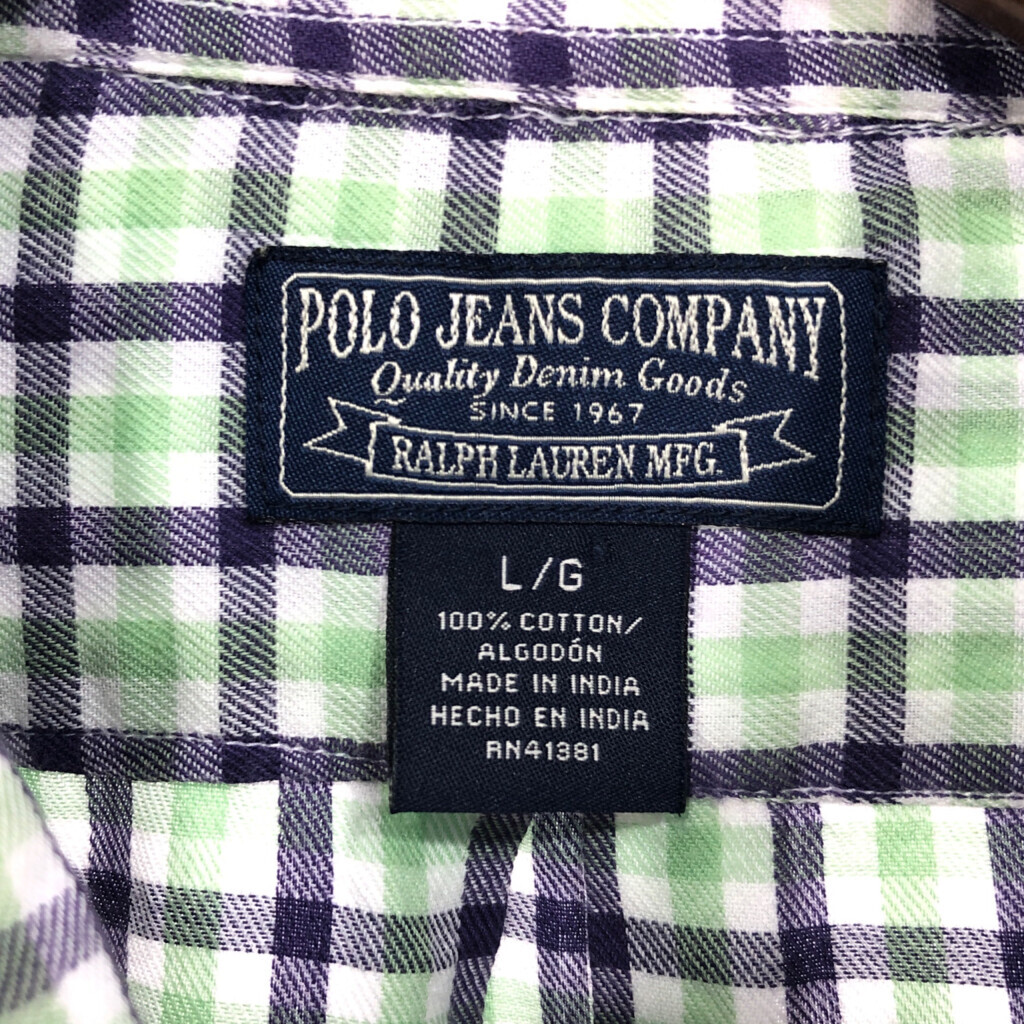 POLO JEANS COMPANY
Quality Denim Goods
SINCE 1967
RALPH LAUREN MFG.
L/G
100% COTTON/
ALGODÓN
MADE IN INDIA
HECHO EN INDIA
RN41381